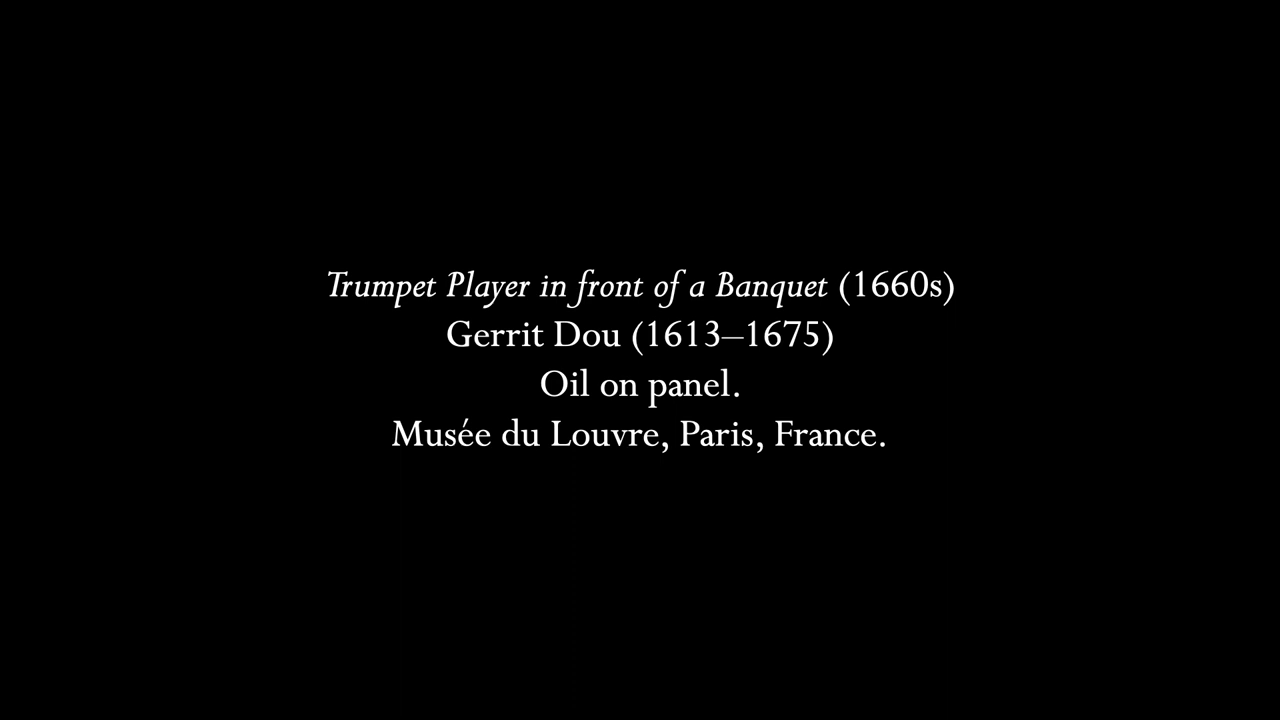 Trumpet Player in front of a Banquet (1660s)
Gerrit Dou (1613–1675)
Oil on panel.
Musée du Louvre, Paris, France.